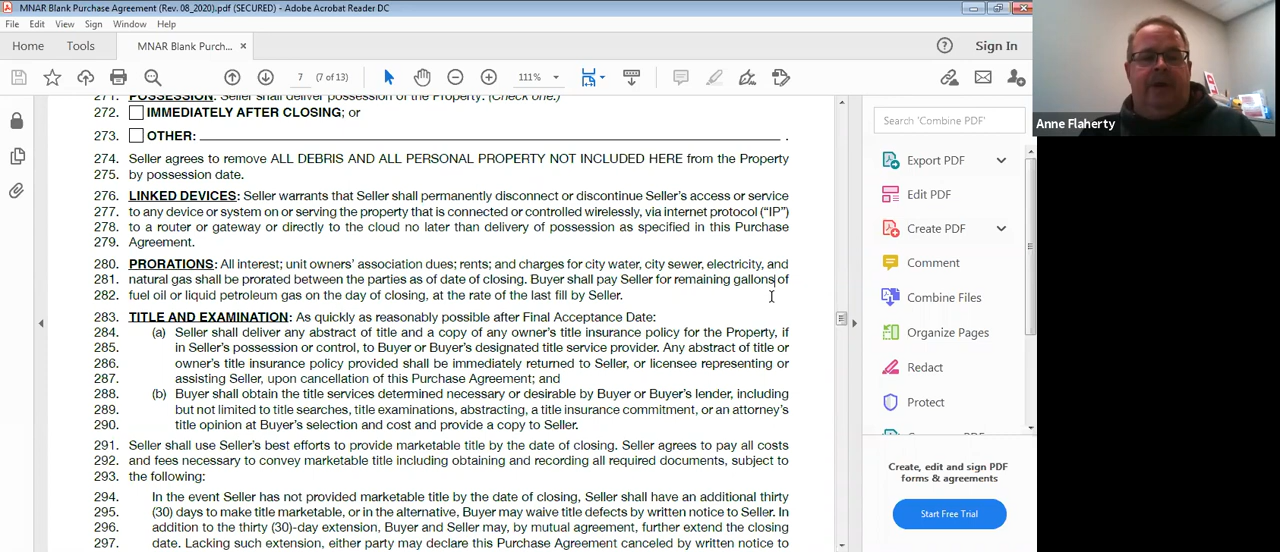 MNAR Blank Purchase Agreement (Rev. 08_2020).pdf (SECURED) - Adobe Acrobat Reader DC
File Edit View Sign Window Help
Home Tools MNAR Blank Purch... × Sign In
7 (7 of 13) 111%
271. POSSESSION: Seller shall deliver possession of the Property: (Check one.)
272. IMMEDIATELY AFTER CLOSING; or
273. OTHER: .
274. Seller agrees to remove ALL DEBRIS AND ALL PERSONAL PROPERTY NOT INCLUDED HERE from the Property
275. by possession date.
276. LINKED DEVICES: Seller warrants that Seller shall permanently disconnect or discontinue Seller's access or service
277. to any device or system on or serving the property that is connected or controlled wirelessly, via internet protocol ("IP")
278. to a router or gateway or directly to the cloud no later than delivery of possession as specified in this Purchase
279. Agreement.
280. PRORATIONS: All interest; unit owners' association dues; rents; and charges for city water, city sewer, electricity, and
281. natural gas shall be prorated between the parties as of date of closing. Buyer shall pay Seller for remaining gallons of
282. fuel oil or liquid petroleum gas on the day of closing, at the rate of the last fill by Seller.
283. TITLE AND EXAMINATION: As quickly as reasonably possible after Final Acceptance Date:
284. (a) Seller shall deliver any abstract of title and a copy of any owner's title insurance policy for the Property, if
285. in Seller's possession or control, to Buyer or Buyer's designated title service provider. Any abstract of title or
286. owner's title insurance policy provided shall be immediately returned to Seller, or licensee representing or
287. assisting Seller, upon cancellation of this Purchase Agreement; and
288. (b) Buyer shall obtain the title services determined necessary or desirable by Buyer or Buyer's lender, including
289. but not limited to title searches, title examinations, abstracting, a title insurance commitment, or an attorney's
290. title opinion at Buyer's selection and cost and provide a copy to Seller.
291. Seller shall use Seller's best efforts to provide marketable title by the date of closing. Seller agrees to pay all costs
292. and fees necessary to convey marketable title including obtaining and recording all required documents, subject to
293. the following:
294. In the event Seller has not provided marketable title by the date of closing, Seller shall have an additional thirty
295. (30) days to make title marketable, or in the alternative, Buyer may waive title defects by written notice to Seller. In
296. addition to the thirty (30)-day extension, Buyer and Seller may, by mutual agreement, further extend the closing
297. date. Lacking such extension, either party may declare this Purchase Agreement canceled by written notice to
Search 'Combine PDF'
Export PDF
Edit PDF
Create PDF
Comment
Combine Files
Organize Pages
Redact
Protect
Create, edit and sign PDF
forms & agreements
Start Free Trial
Anne Flaherty